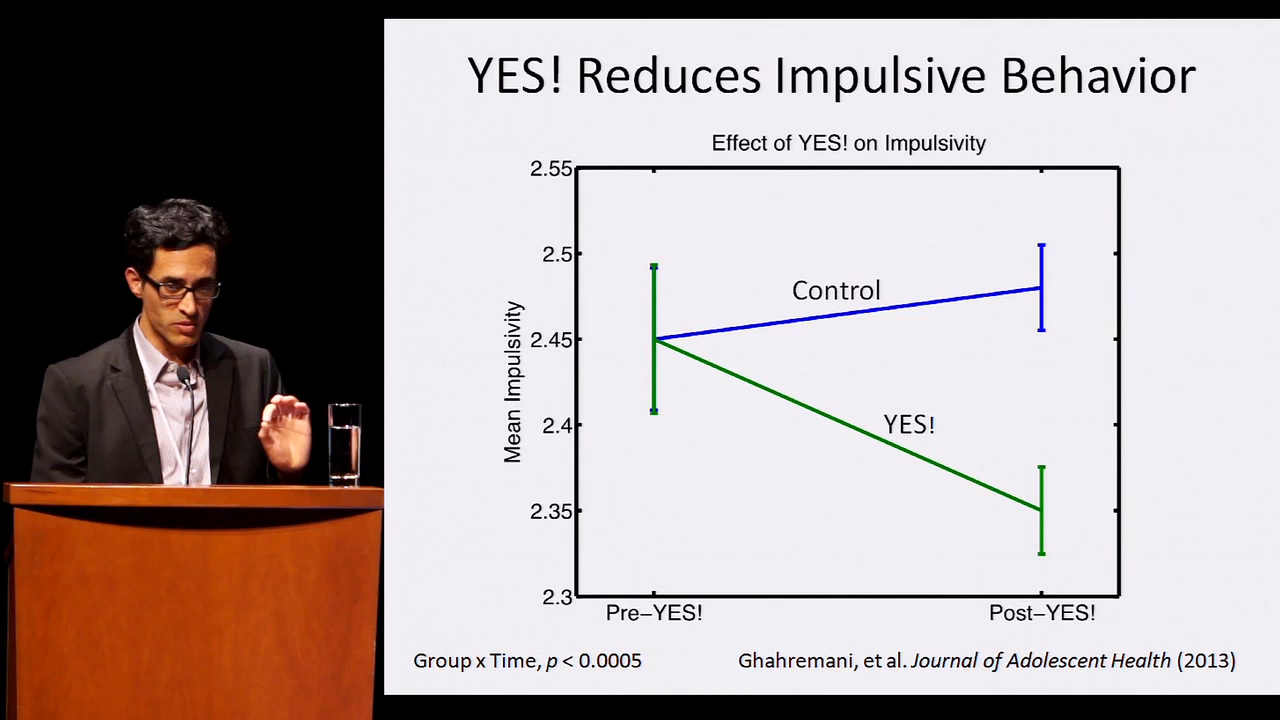 YES! Reduces Impulsive Behavior
Effect of YES! on Impulsivity
2.55
2.5
2.45
2.4
2.35
2.3
Mean Impulsivity
Control
YES!
Pre–YES!
Post–YES!
Group x Time, p < 0.0005
Ghahremani, et al. Journal of Adolescent Health (2013)